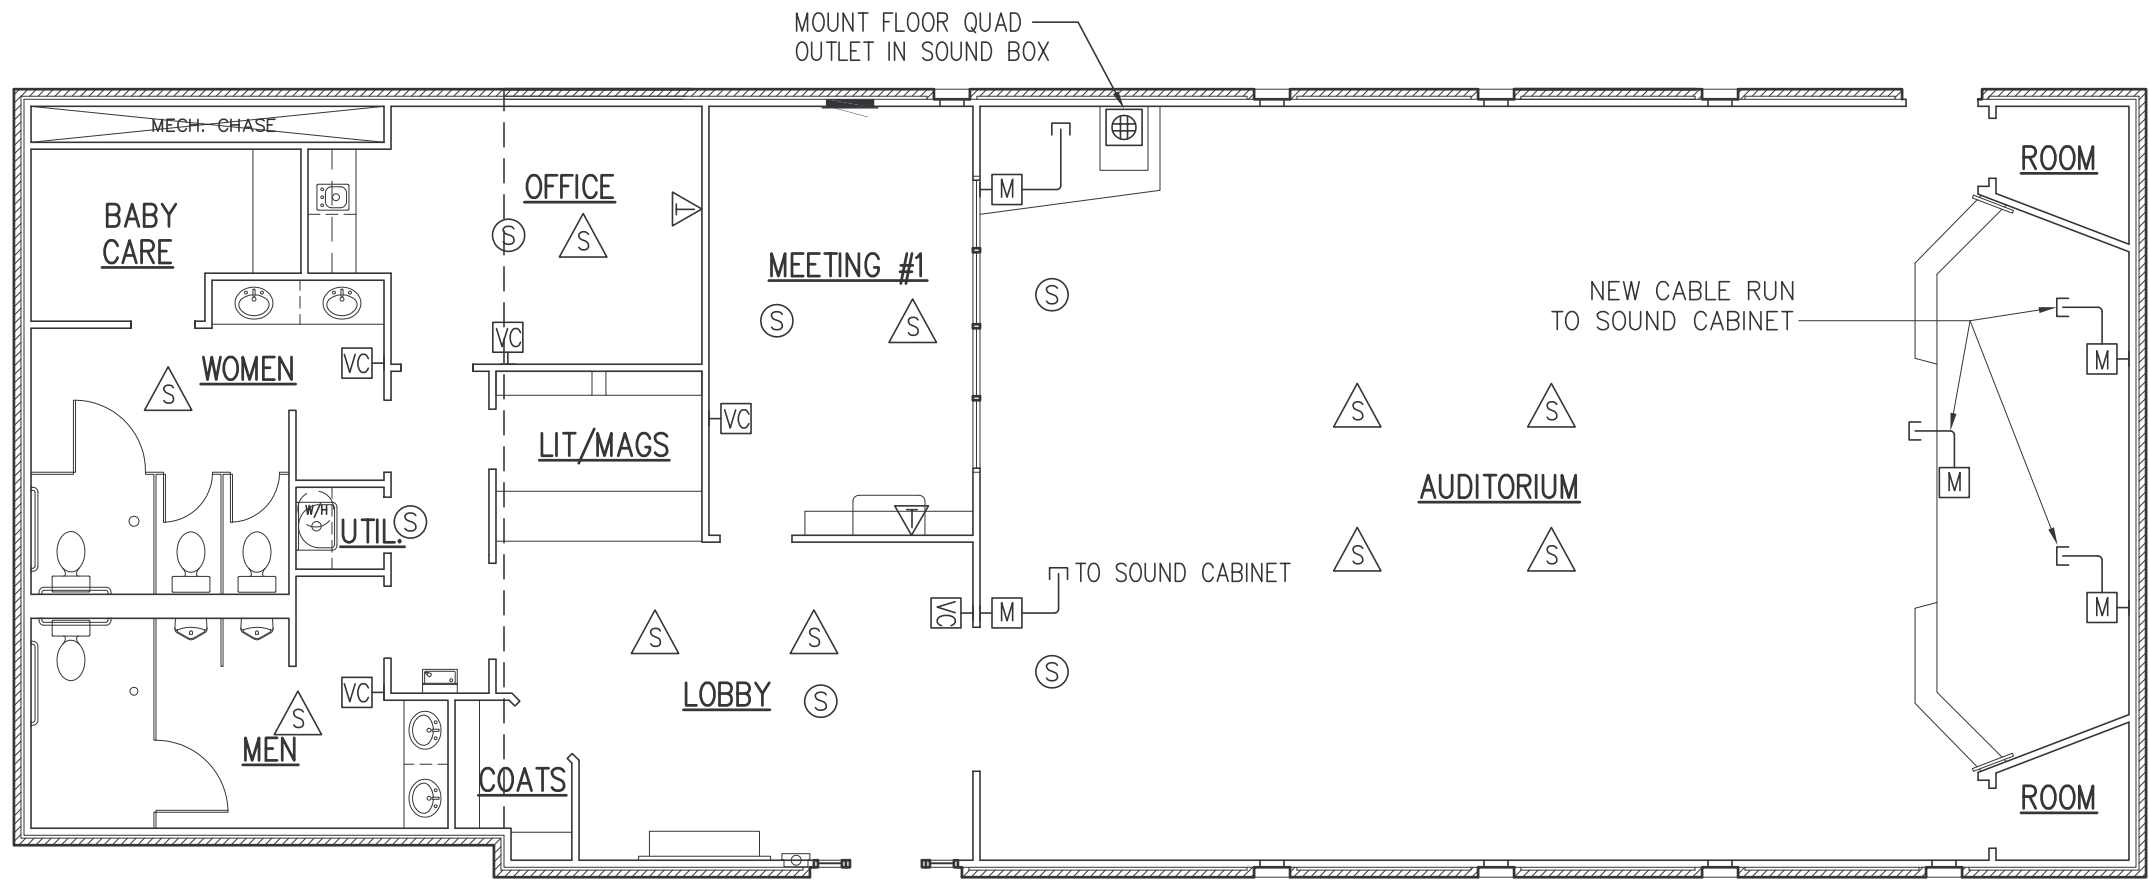 MOUNT FLOOR QUAD
OUTLET IN SOUND BOX
MECH. CHASE
ROOM
OFFICE
T
M
BABY
CARE
S
S
MEETING #1
S
NEW CABLE RUN
TO SOUND CABINET
S
S
VC
M
WOMEN
VC
S
S
S
VC
M
LIT/MAGS
AUDITORIUM
M
W/H
UTIL.
S
T
S
S
TO SOUND CABINET
VC
M
M
S
S
S
LOBBY
S
VC
S
MEN
COATS
ROOM